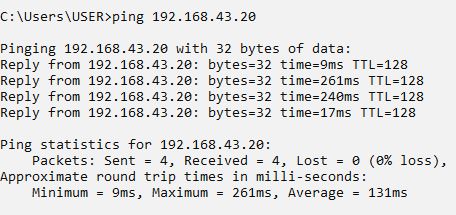 C:\Users\USER>ping 192.168.43.20
Pinging 192.168.43.20 with 32 bytes of data:
Reply from 192.168.43.20: bytes=32 time=9ms TTL=128
Reply from 192.168.43.20: bytes=32 time=261ms TTL=128
Reply from 192.168.43.20: bytes=32 time=240ms TTL=128
Reply from 192.168.43.20: bytes=32 time=17ms TTL=128
Ping statistics for 192.168.43.20:
Packets: Sent = 4, Received = 4, Lost = 0 (0% loss),
Approximate round trip times in milli-seconds:
Minimum = 9ms, Maximum = 261ms, Average = 131ms